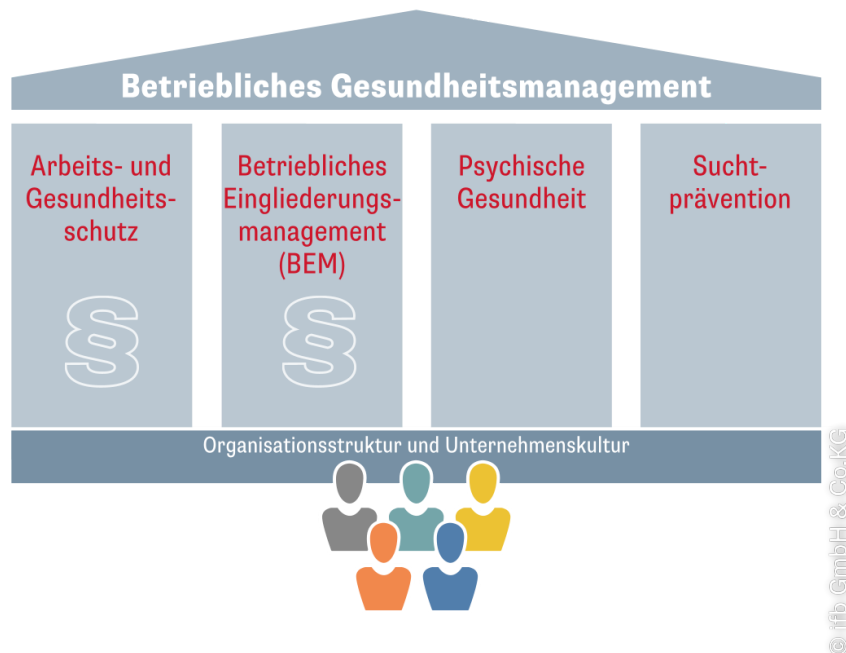 Betriebliches Gesundheitsmanagement
Arbeits- und
Gesundheits-
schutz
§
Betriebliches
Eingliederungs-
management
(BEM)
§
Psychische
Gesundheit
Sucht-
prävention
Organisationsstruktur und Unternehmenskultur
© ifb GmbH & Co.KG